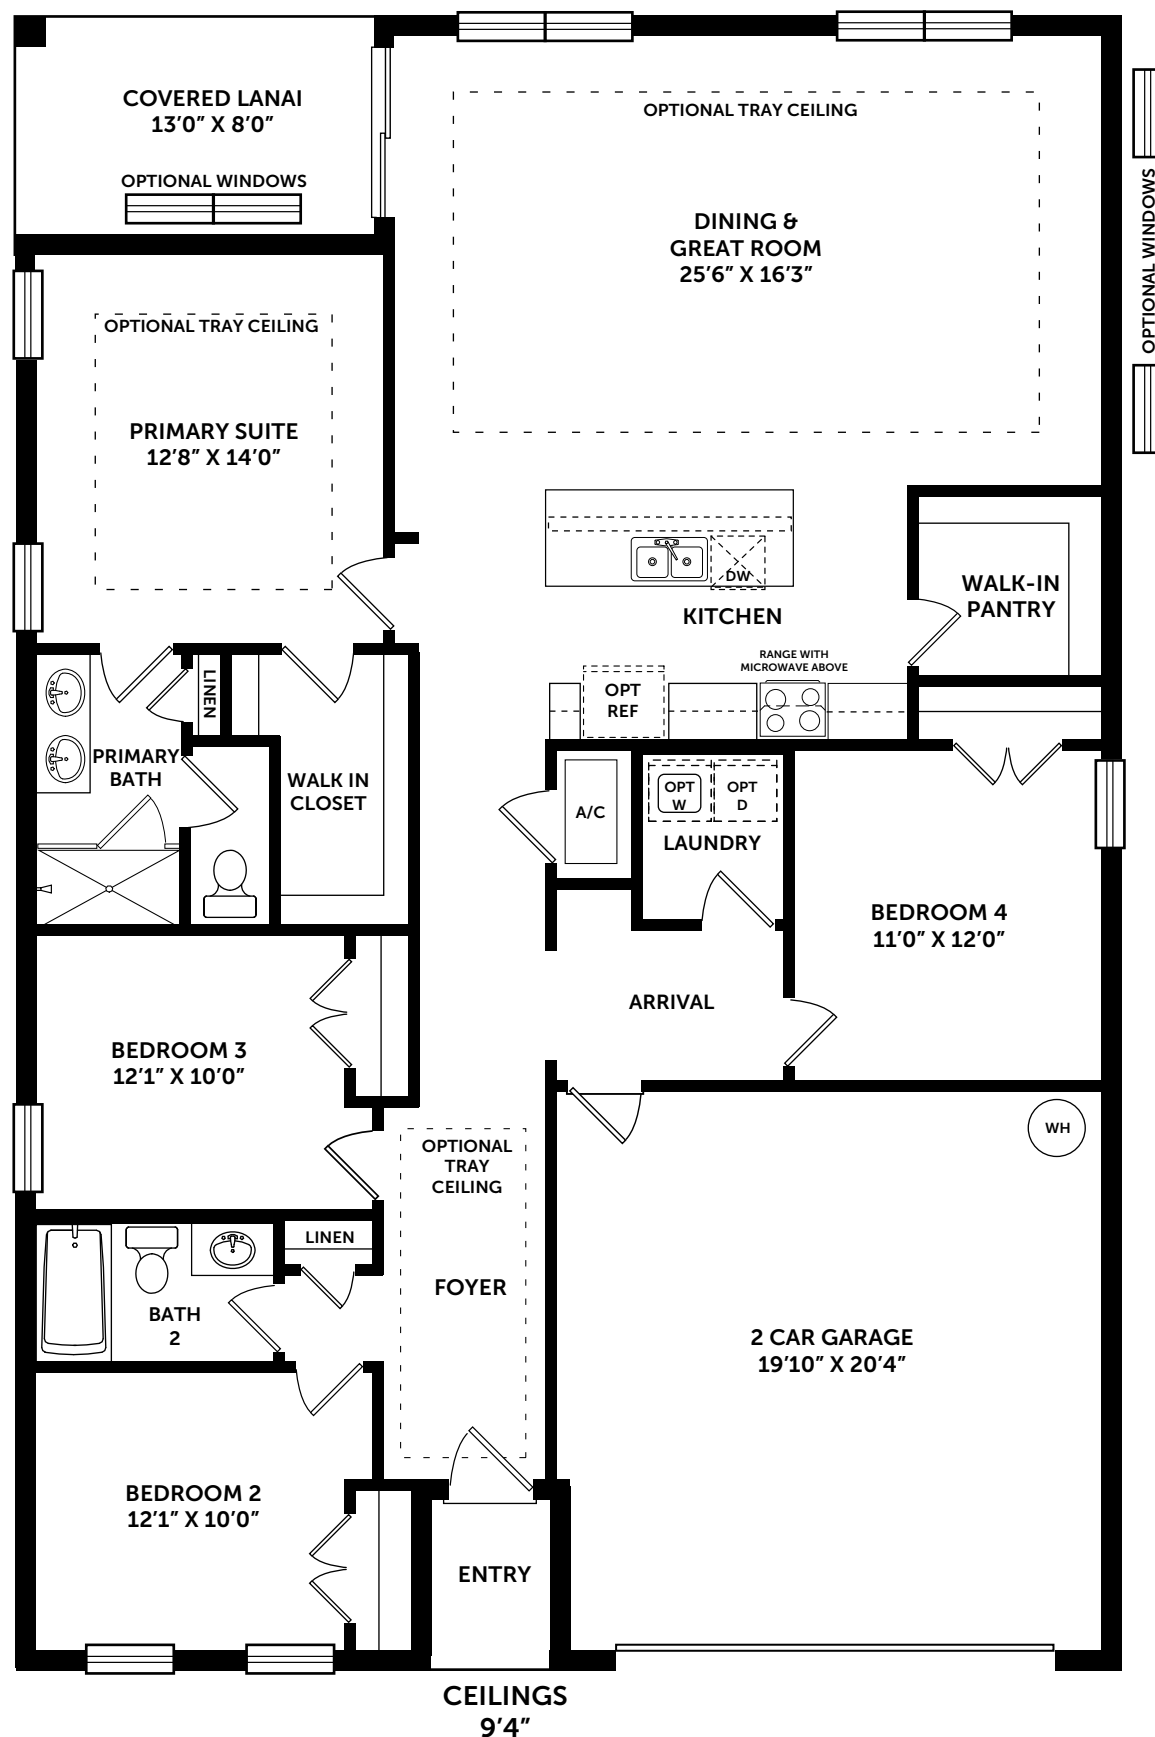 COVERED LANAI
13’0” X 8’0”
OPTIONAL WINDOWS
OPTIONAL TRAY CEILING
DINING &
GREAT ROOM
25’6” X 16’3”
OPTIONAL WINDOWS
OPTIONAL TRAY CEILING
PRIMARY SUITE
12’8” X 14’0”
DW
KITCHEN
WALK-IN
PANTRY
RANGE WITH
MICROWAVE ABOVE
OPT
REF
LINEN
PRIMARY
BATH
WALK IN
CLOSET
A/C
OPT
W
OPT
D
LAUNDRY
BEDROOM 4
11’0” X 12’0”
ARRIVAL
BEDROOM 3
12’1” X 10’0”
WH
OPTIONAL
TRAY
CEILING
LINEN
FOYER
BATH
2
2 CAR GARAGE
19’10” X 20’4”
BEDROOM 2
12’1” X 10’0”
ENTRY
CEILINGS
9’4”